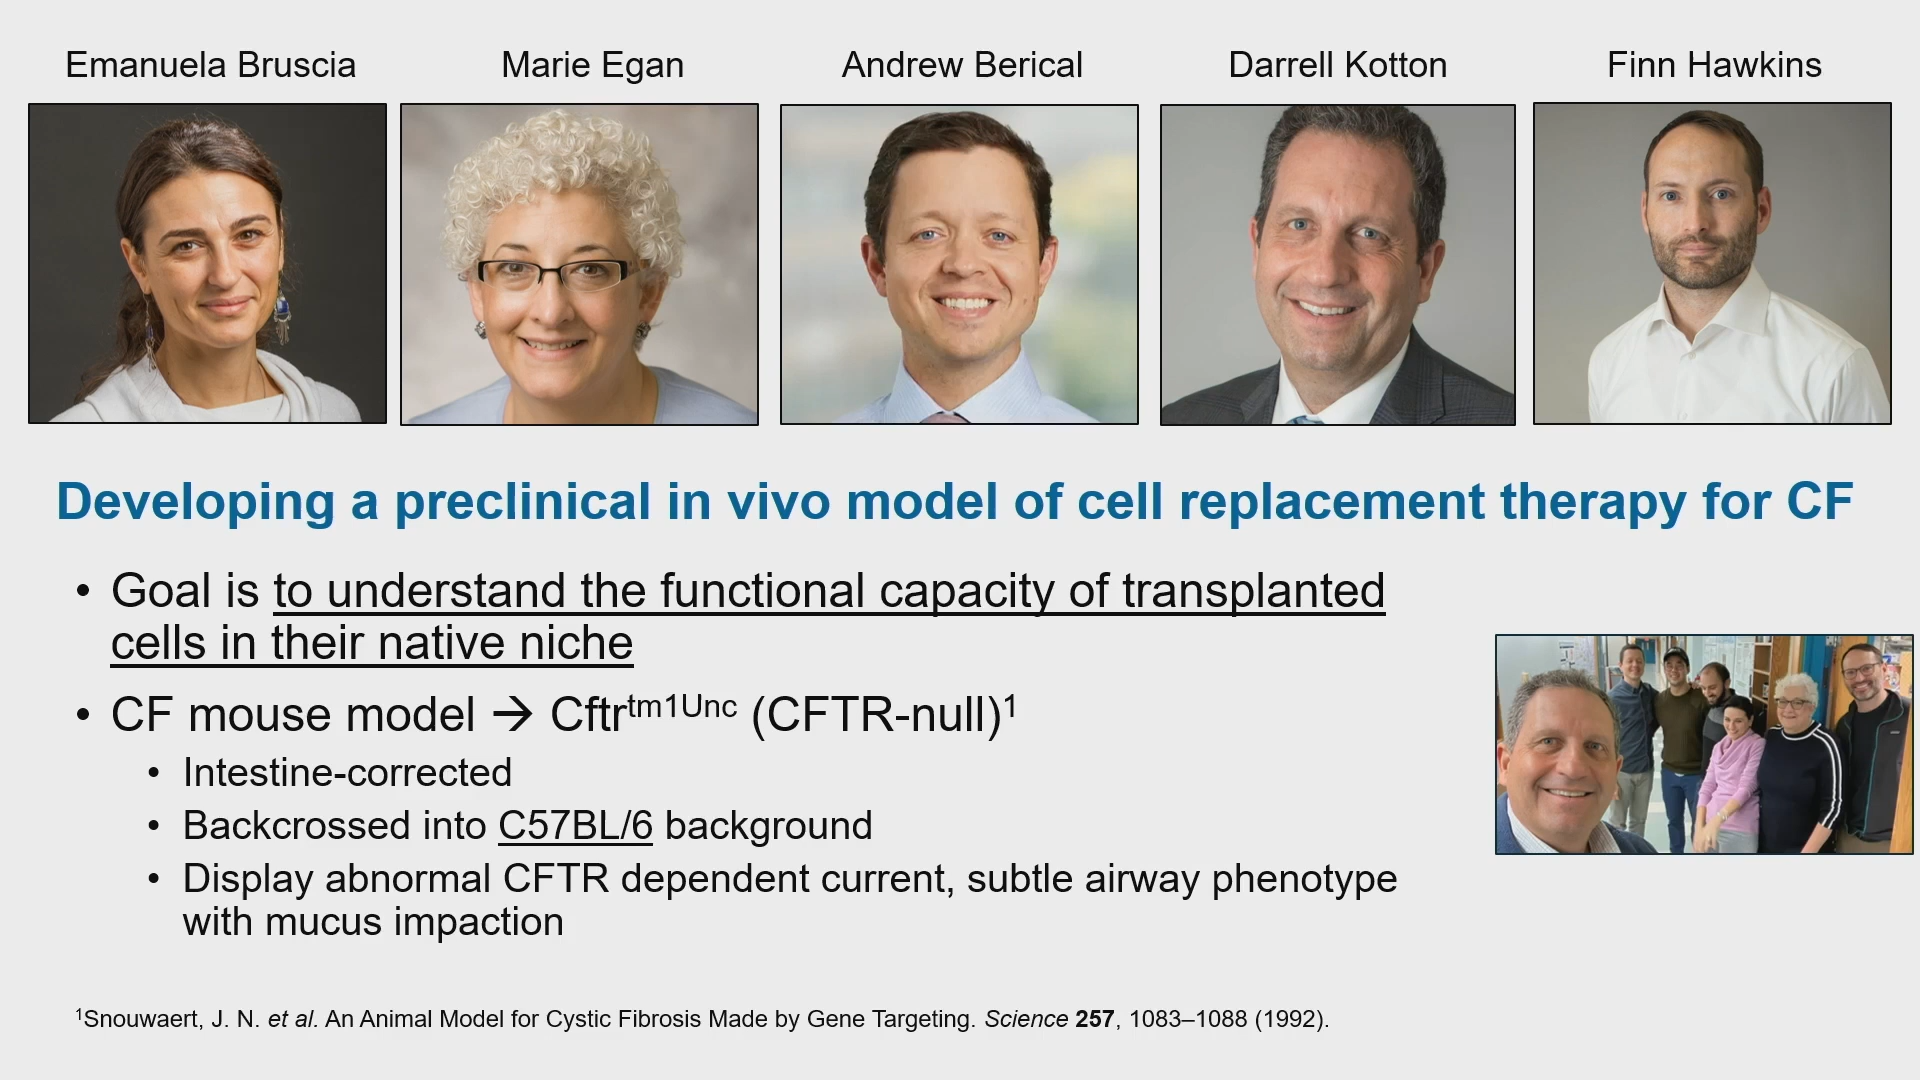 Emanuela Bruscia Marie Egan Andrew Berical Darrell Kotton Finn Hawkins
Developing a preclinical in vivo model of cell replacement therapy for CF
• Goal is to understand the functional capacity of transplanted
cells in their native niche
• CF mouse model → Cftrᵗᵐ¹ᵁⁿᶜ (CFTR-null)¹
• Intestine-corrected
• Backcrossed into C57BL/6 background
• Display abnormal CFTR dependent current, subtle airway phenotype
with mucus impaction
¹Snouwaert, J. N. et al. An Animal Model for Cystic Fibrosis Made by Gene Targeting. Science 257, 1083–1088 (1992).